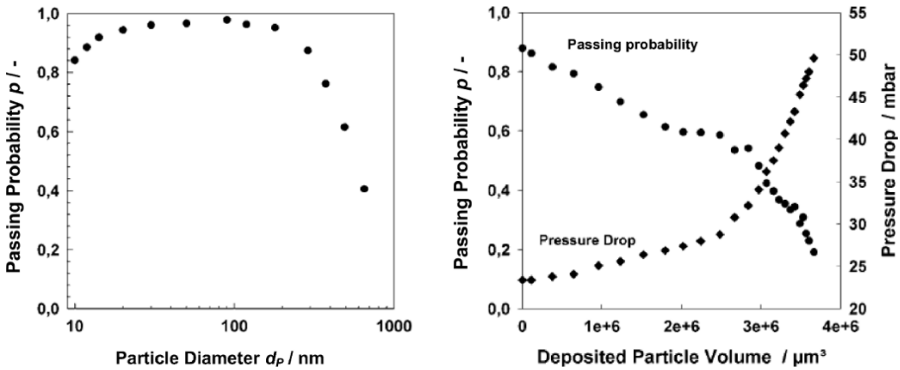 1,0
0,8
0,6
0,4
0,2
0,0
Passing Probability p / -
10
100
1000
Particle Diameter dP / nm
1,0
0,8
0,6
0,4
0,2
0,0
Passing Probability p / -
Passing probability
Pressure Drop
55
50
45
40
35
30
25
20
Pressure Drop / mbar
0
1e+6
2e+6
3e+6
4e+6
Deposited Particle Volume / µm³